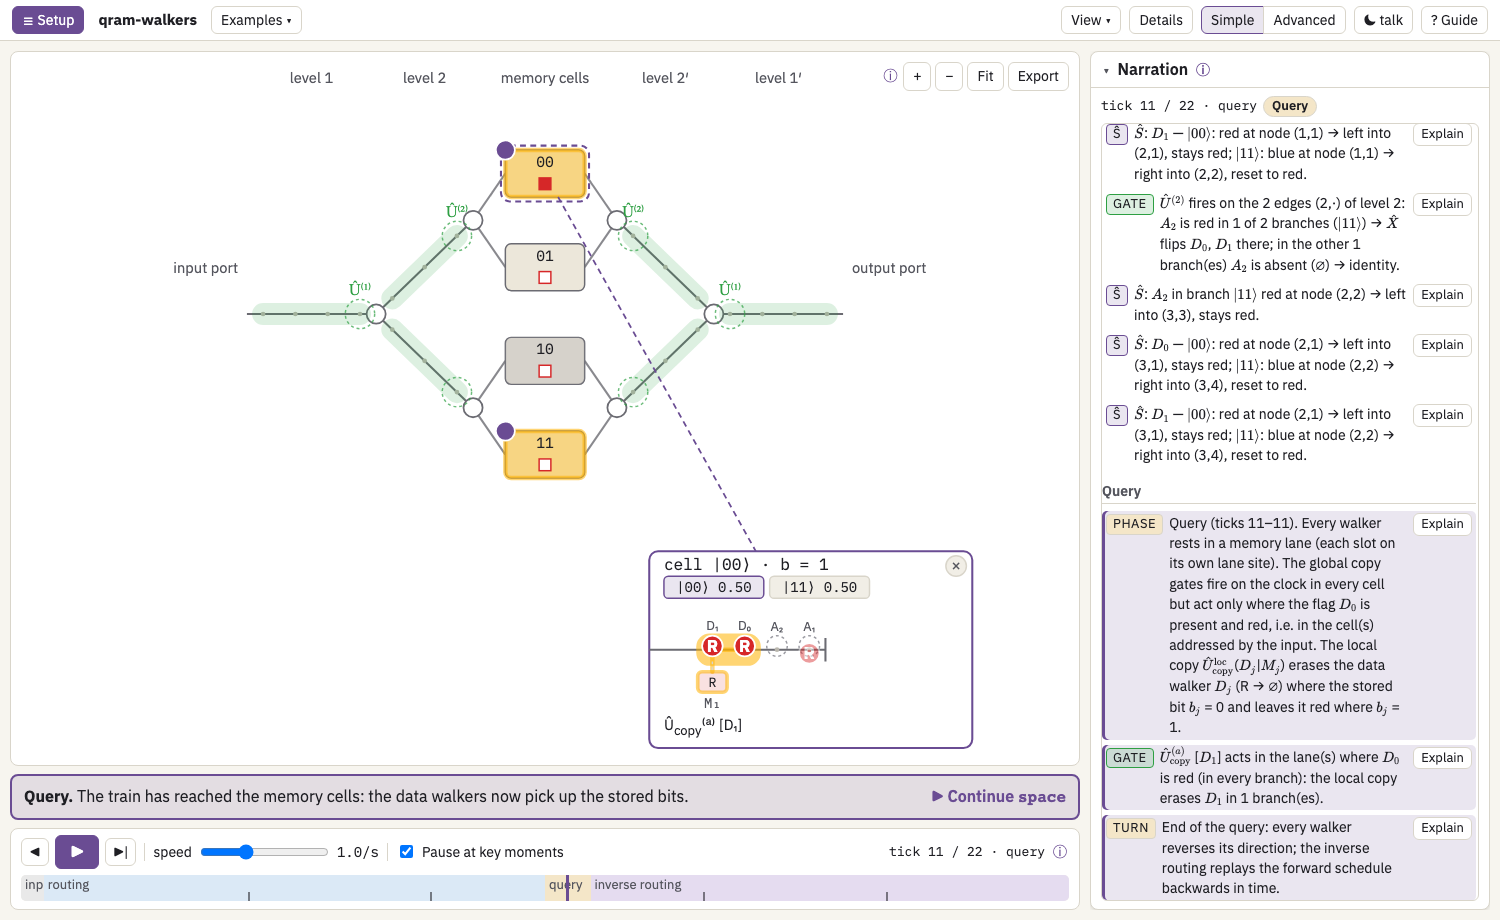 ≡ Setup qram-walkers Examples ▾ View ▾ Details Simple Advanced talk ? Guide
level 1 level 2 memory cells level 2′ level 1′ ⓘ + − Fit Export
00
Û⁽²⁾ Û⁽²⁾
01
input port output port
Û⁽¹⁾ Û⁽¹⁾
10
11
cell |00⟩ · b = 1 ×
|00⟩ 0.50 |11⟩ 0.50
D₁ D₀ A₂ A₁
R R R
R
M₁
Û_copy⁽ᵃ⁾ [D₁]
Query. The train has reached the memory cells: the data walkers now pick up the stored bits. ▶ Continue space
◀ ▶ ▶| speed 1.0/s Pause at key moments tick 11 / 22 · query ⓘ
inp routing query inverse routing
▾ Narration ⓘ
tick 11 / 22 · query Query
Ŝ Ŝ: D₁ — |00⟩: red at node (1,1) → left into Explain
(2,1), stays red; |11⟩: blue at node (1,1) →
right into (2,2), reset to red.
GATE Û⁽²⁾ fires on the 2 edges (2,·) of level 2: Explain
A₂ is red in 1 of 2 branches (|11⟩) → X̂
flips D₀, D₁ there; in the other 1
branch(es) A₂ is absent (∅) → identity.
Ŝ Ŝ: A₂ in branch |11⟩ red at node (2,2) → left Explain
into (3,3), stays red.
Ŝ Ŝ: D₀ — |00⟩: red at node (2,1) → left into Explain
(3,1), stays red; |11⟩: blue at node (2,2) →
right into (3,4), reset to red.
Ŝ Ŝ: D₁ — |00⟩: red at node (2,1) → left into Explain
(3,1), stays red; |11⟩: blue at node (2,2) →
right into (3,4), reset to red.
Query
PHASE Query (ticks 11–11). Every walker Explain
rests in a memory lane (each slot on
its own lane site). The global copy
gates fire on the clock in every cell
but act only where the flag D₀ is
present and red, i.e. in the cell(s)
addressed by the input. The local
copy Û_copy^loc(D_j|M_j) erases the data
walker D_j (R → ∅) where the stored
bit b_j = 0 and leaves it red where b_j =
1.
GATE Û_copy⁽ᵃ⁾ [D₁] acts in the lane(s) where D₀ Explain
is red (in every branch): the local copy
erases D₁ in 1 branch(es).
TURN End of the query: every walker Explain
reverses its direction; the inverse
routing replays the forward schedule
backwards in time.